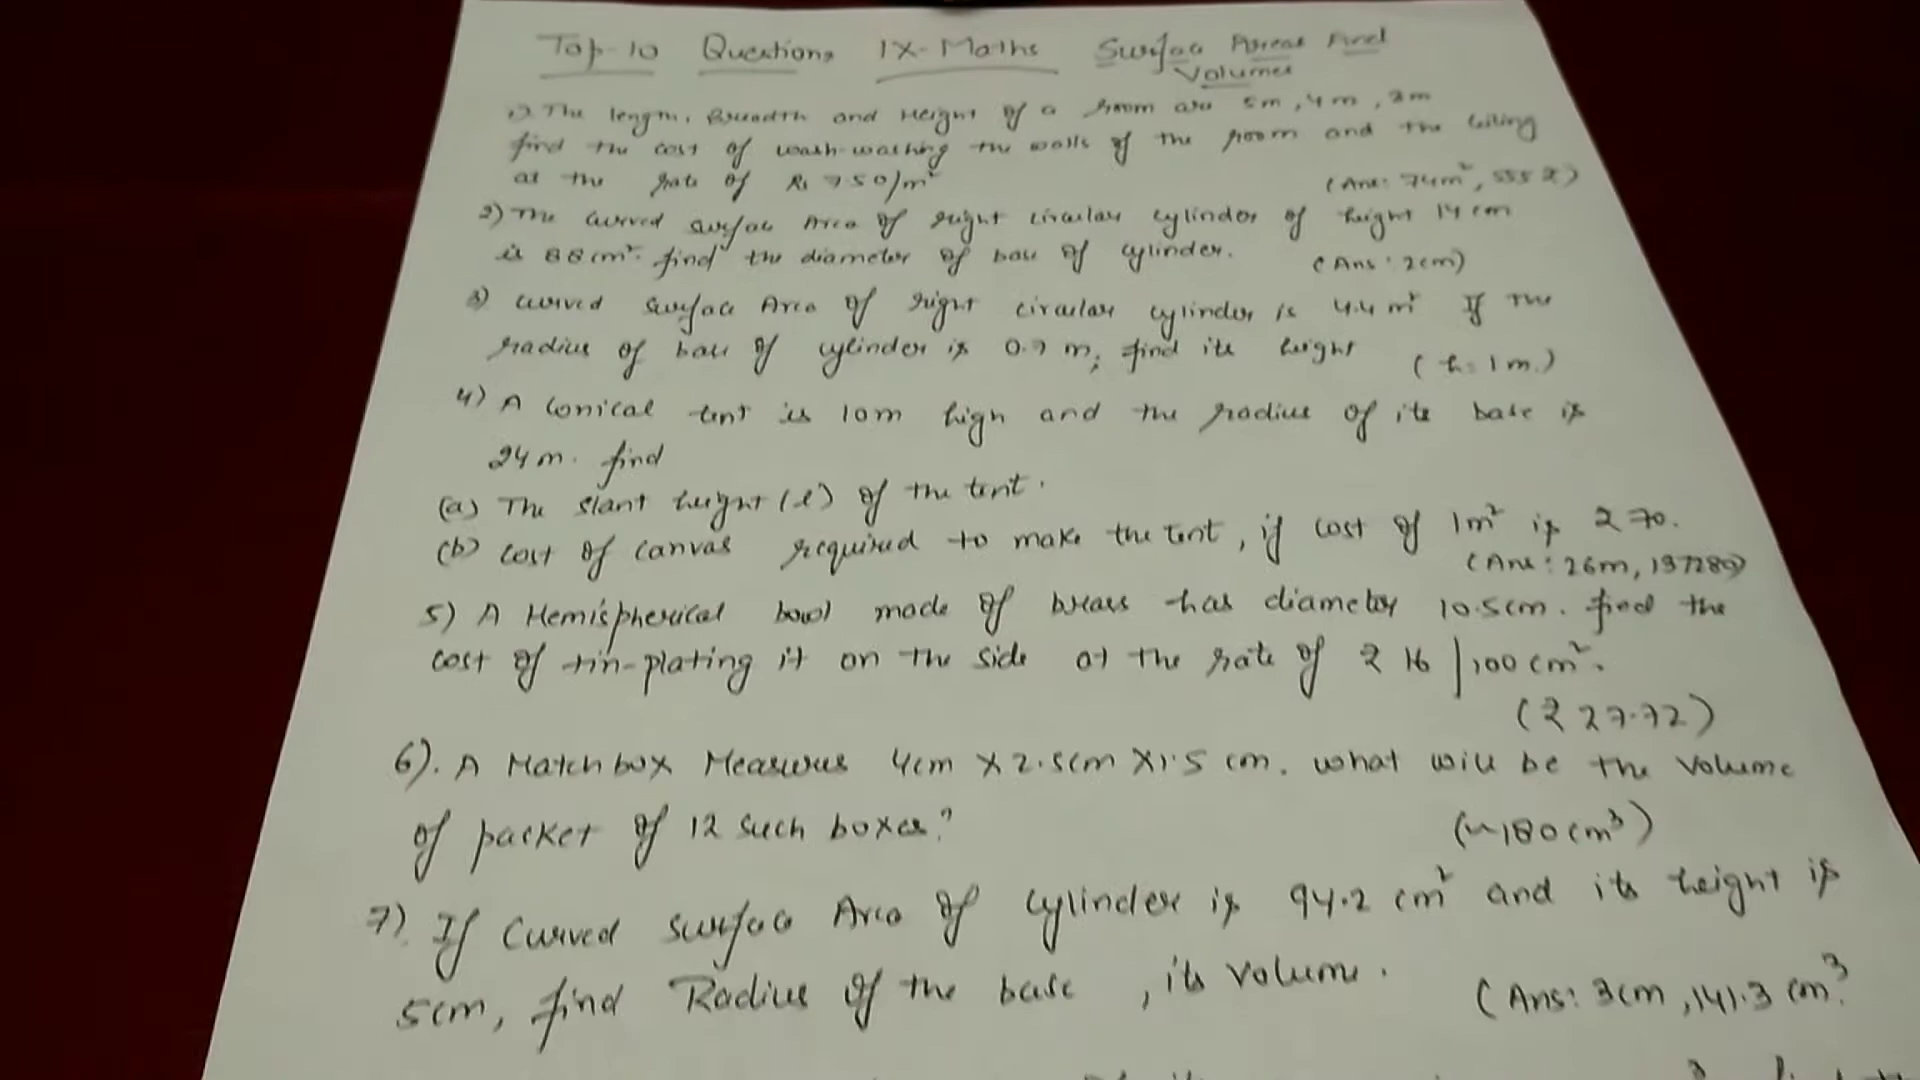 Top-10 Questions IX-Maths Surfac Areas And
Volumes
1) The length, Breadth and Height of a room are 5m, 4m, 3m
find the cost of wash-washing the walls of the room and the Ceiling
at the rate of Rs 7.50/m²
(Ans: 74m², 555 ₹)
2) The curved surfac Area of right circular cylinder of height 14 cm
is 88cm². find the diameter of base of cylinder.
(Ans: 2cm)
3) curved surface Area of right circular cylinder is 4.4 m² If the
radius of base of cylinder is 0.7 m, find its height
(h = 1m.)
4) A Conical tent is 10m high and the radius of its base is
24 m. find
(a) The slant height (l) of the tent.
(b) cost of canvas required to make the tent, if cost of 1m² is ₹ 70.
(Ans: 26m, 137280)
5) A Hemispherical bowl made of brass has diameter 10.5cm. find the
cost of tin-plating it on the side at the rate of ₹ 16 | 100 cm².
(₹ 27.72)
6). A Matchbox Measures 4cm X 2.5cm X 1.5 cm. what will be the Volume
of packet of 12 such boxes?
(180 cm³)
7). If Curved surface Area of cylinder is 94.2 cm² and its height is
5cm, find Radius of the base, its volume.
(Ans: 3cm, 141.3 cm³